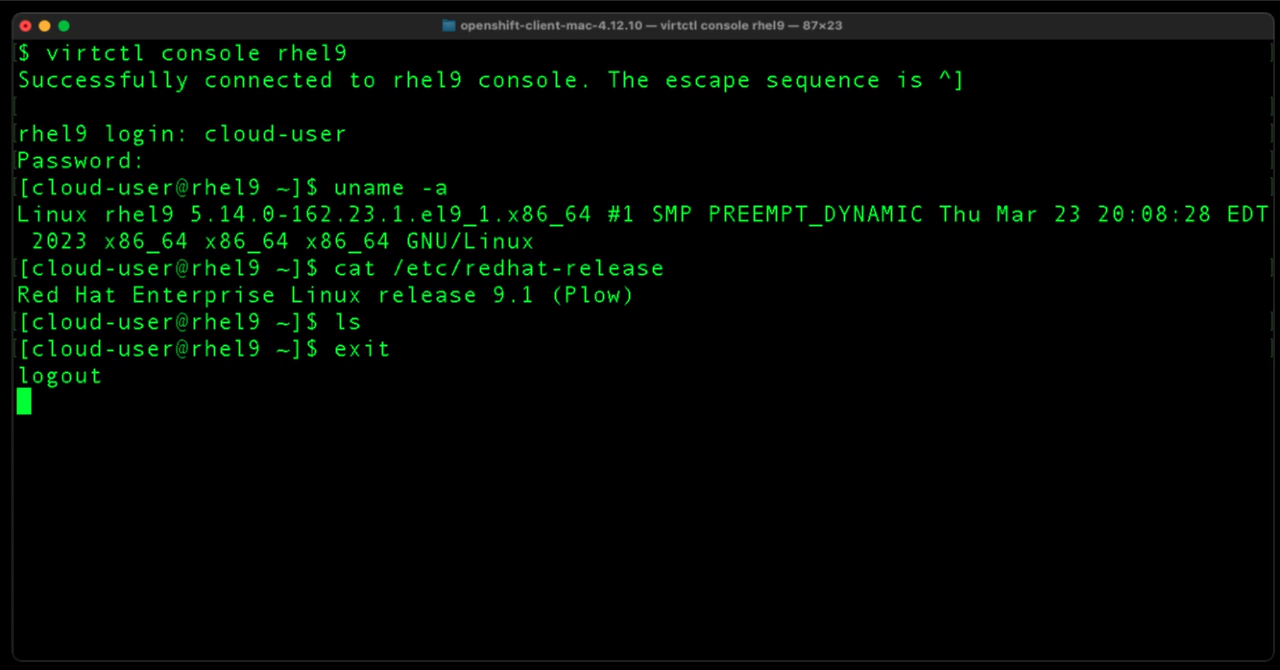 openshift-client-mac-4.12.10 — virtctl console rhel9 — 87×23
$ virtctl console rhel9
Successfully connected to rhel9 console. The escape sequence is ^]
rhel9 login: cloud-user
Password:
[cloud-user@rhel9 ~]$ uname -a
Linux rhel9 5.14.0-162.23.1.el9_1.x86_64 #1 SMP PREEMPT_DYNAMIC Thu Mar 23 20:08:28 EDT
 2023 x86_64 x86_64 x86_64 GNU/Linux
[cloud-user@rhel9 ~]$ cat /etc/redhat-release
Red Hat Enterprise Linux release 9.1 (Plow)
[cloud-user@rhel9 ~]$ ls
[cloud-user@rhel9 ~]$ exit
logout